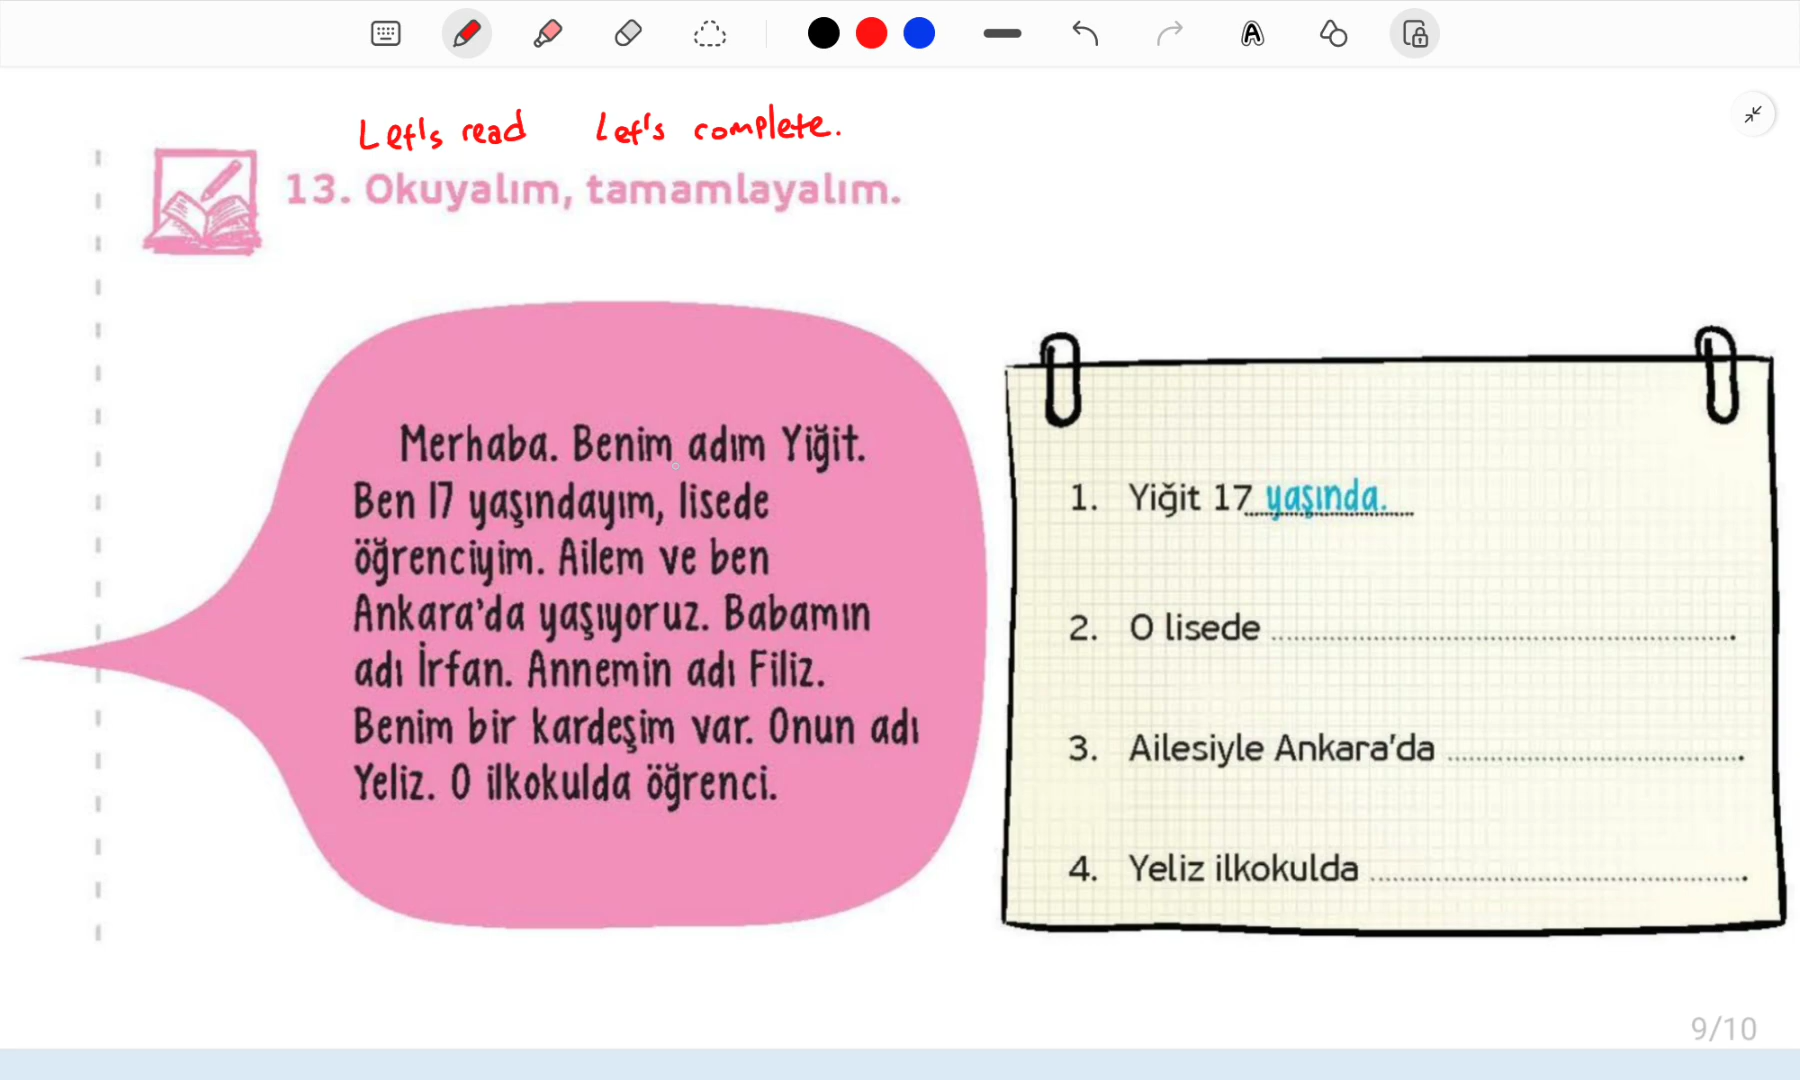 Let's read Let's complete.
13. Okuyalım, tamamlayalım.
Merhaba. Benim adım Yiğit.
Ben 17 yaşındayım, lisede
öğrenciyim. Ailem ve ben
Ankara'da yaşıyoruz. Babamın
adı İrfan. Annemin adı Filiz.
Benim bir kardeşim var. Onun adı
Yeliz. O ilkokulda öğrenci.
1. Yiğit 17 yaşında.
2. O lisede ........................................ .
3. Ailesiyle Ankara'da ........................................ .
4. Yeliz ilkokulda ........................................ .
9/10